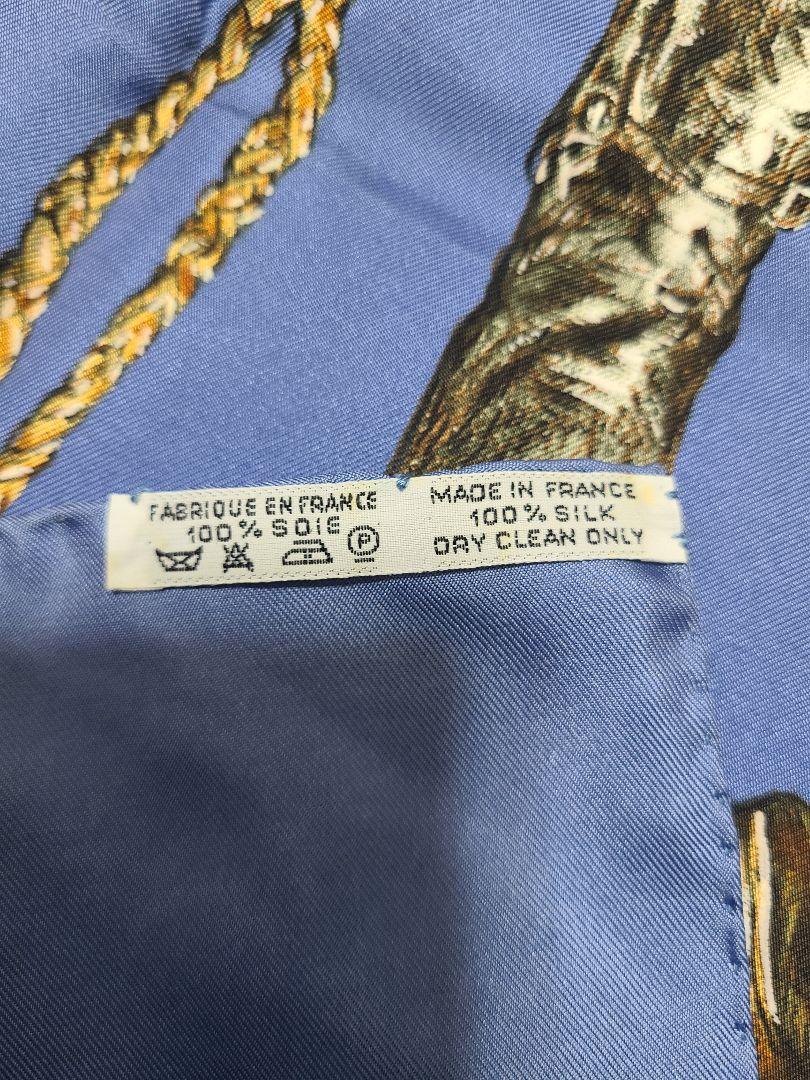 FABRIQUE EN FRANCE
100% SOIE
P
MADE IN FRANCE
100% SILK
DRY CLEAN ONLY